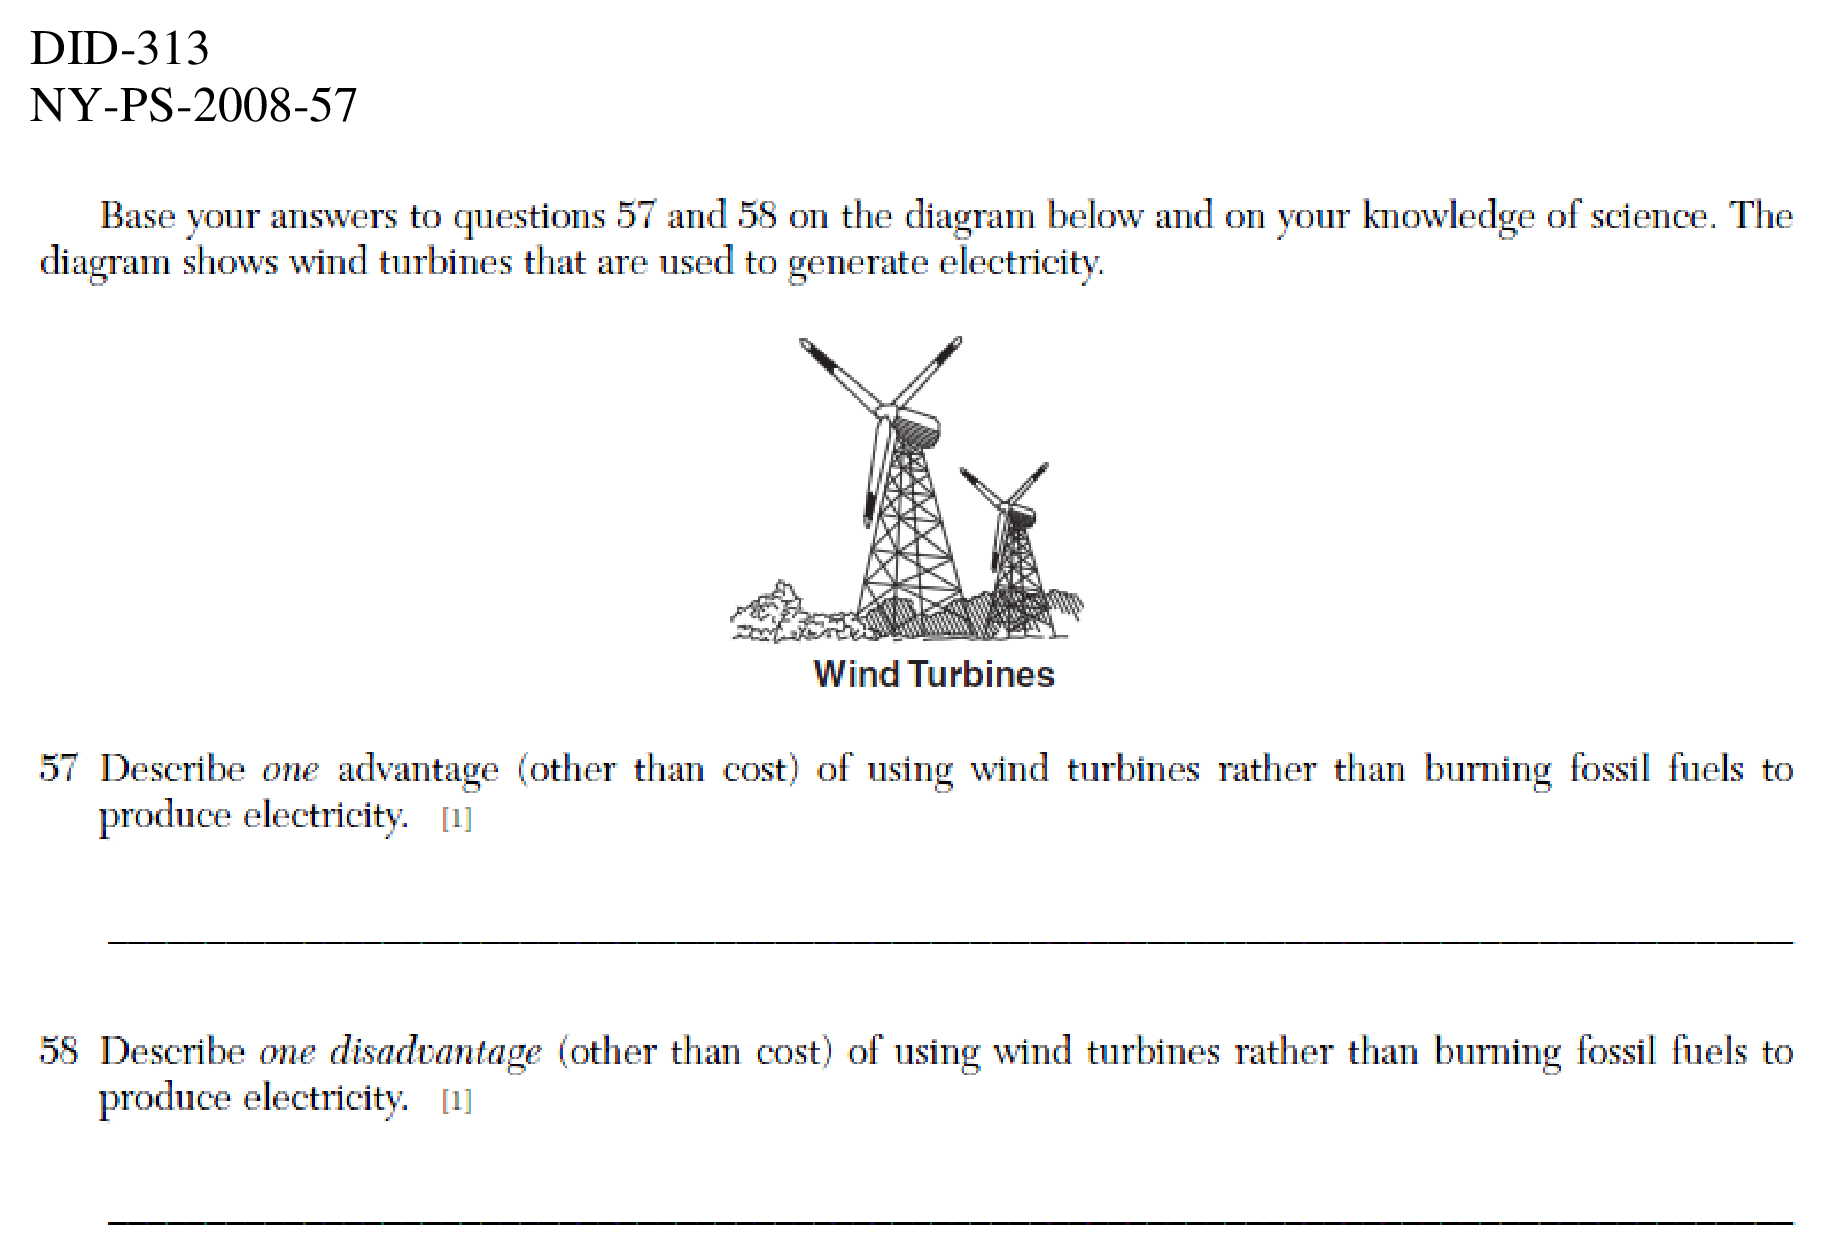 DID-313
NY-PS-2008-57
Base your answers to questions 57 and 58 on the diagram below and on your knowledge of science. The
diagram shows wind turbines that are used to generate electricity.
Wind Turbines
57 Describe one advantage (other than cost) of using wind turbines rather than burning fossil fuels to
produce electricity. [1]
58 Describe one disadvantage (other than cost) of using wind turbines rather than burning fossil fuels to
produce electricity. [1]